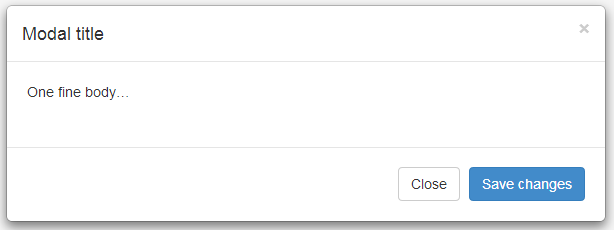 Modal title
×
One fine body…
Close
Save changes